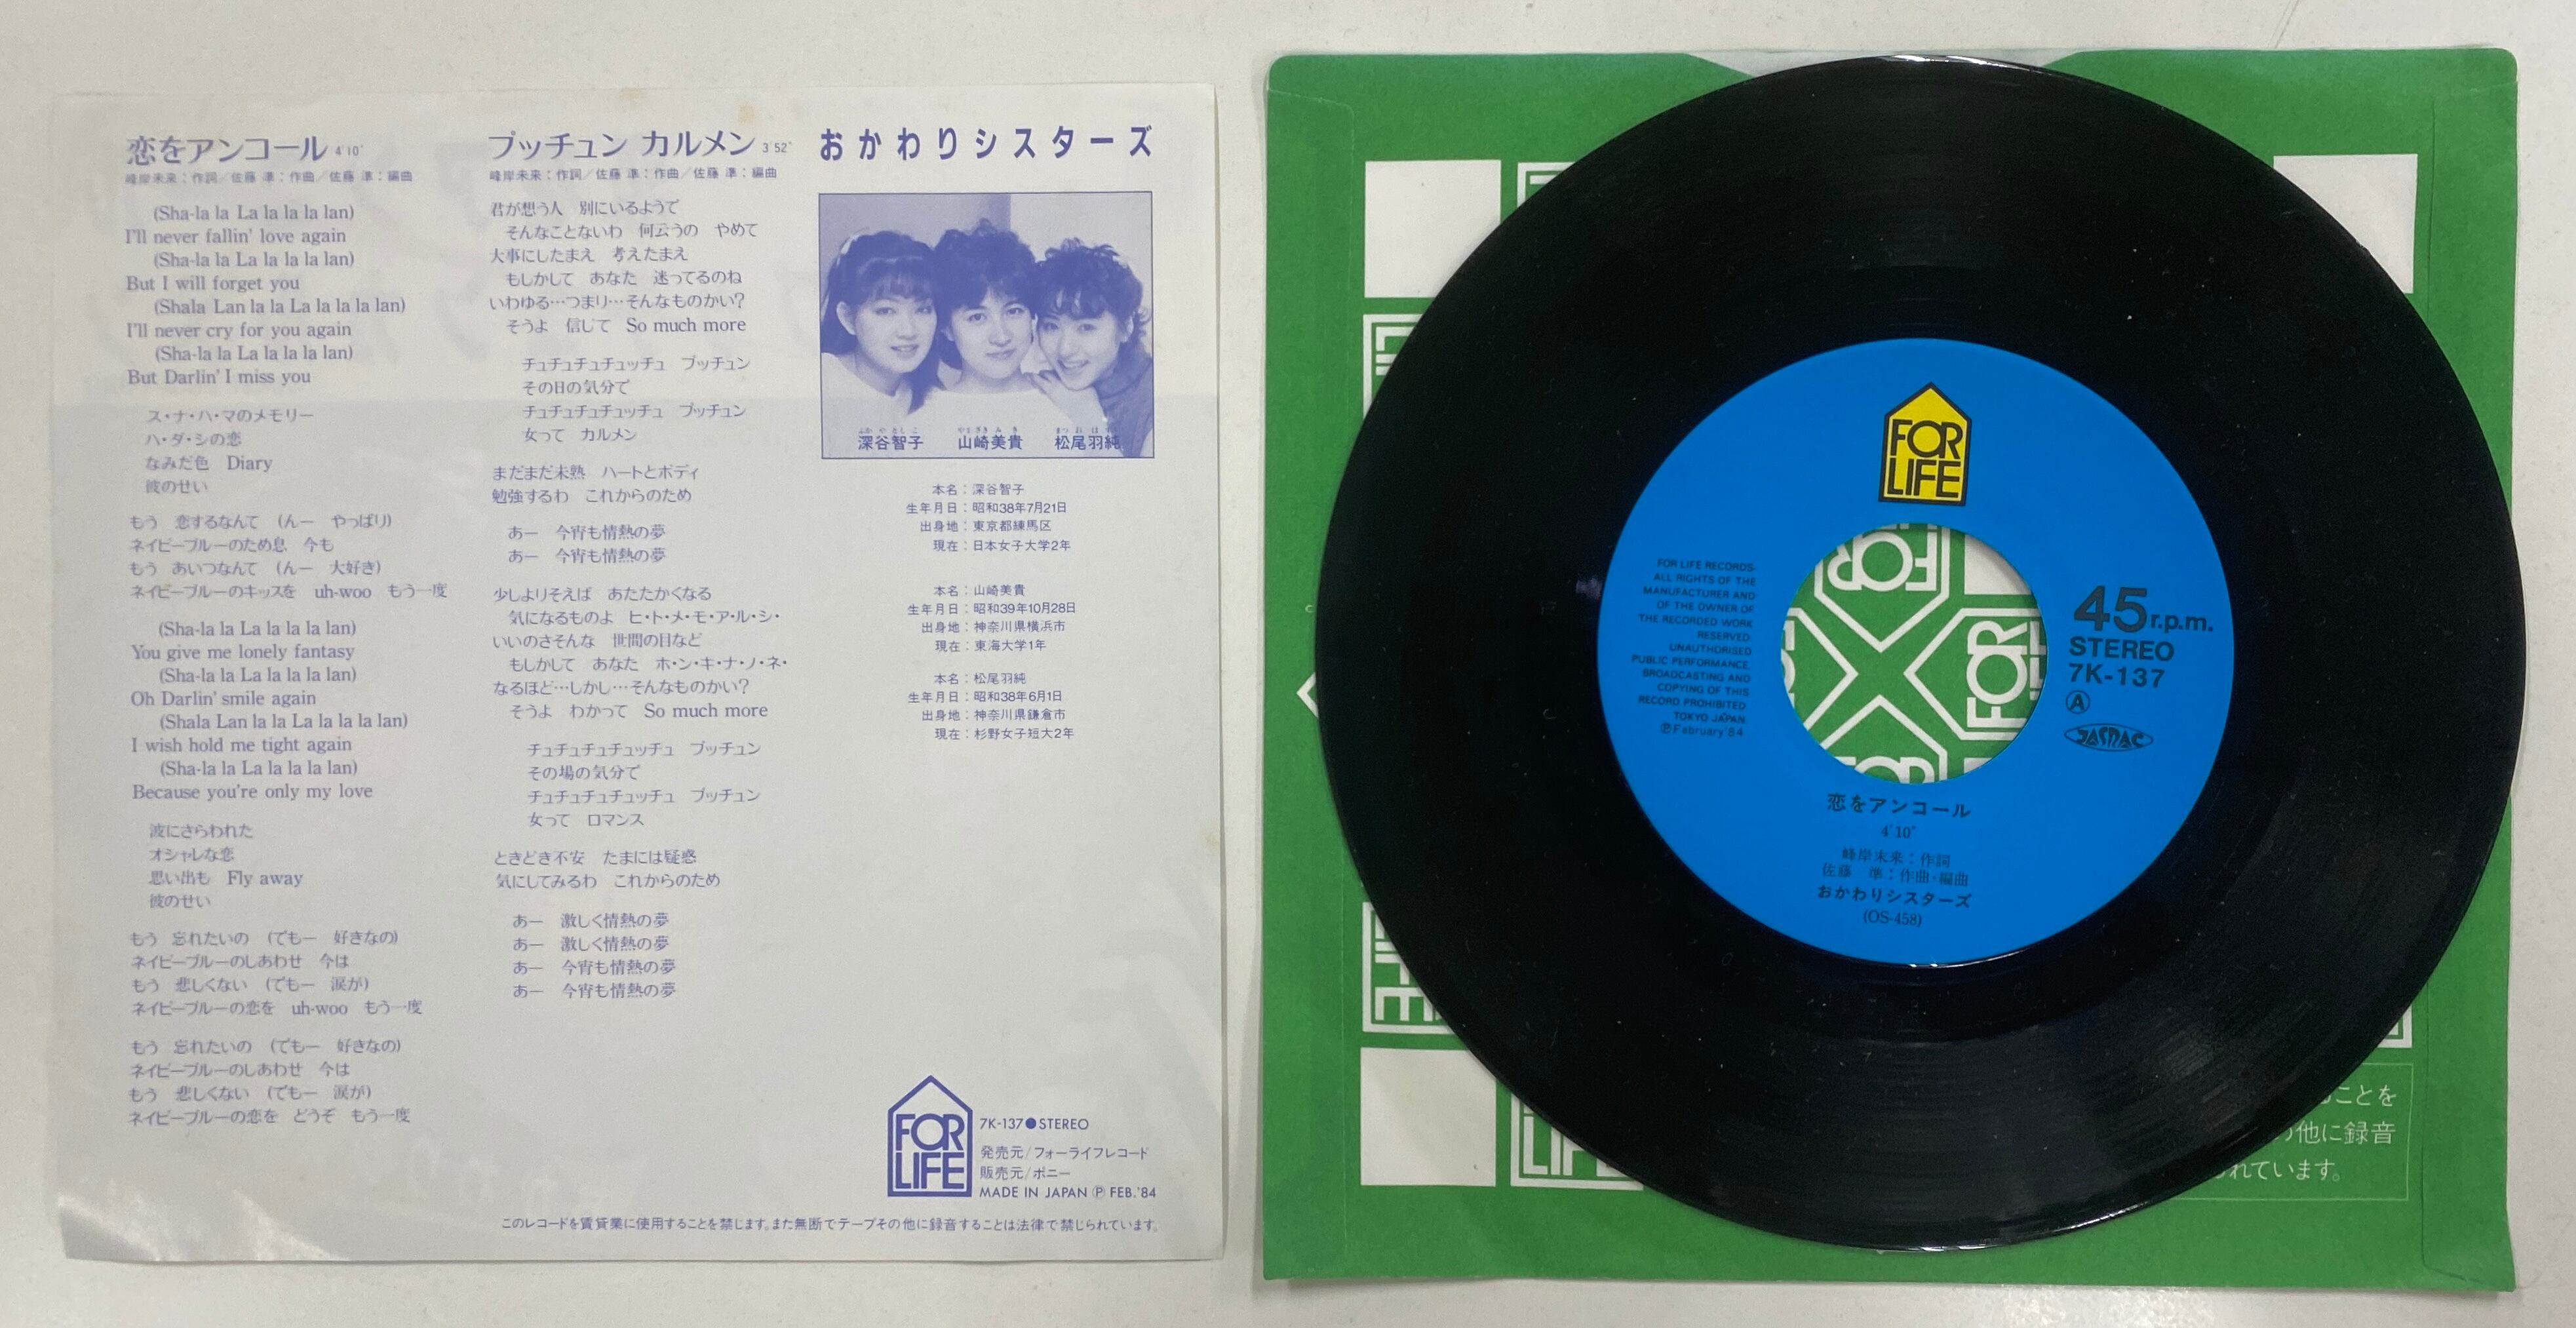 恋をアンコール 4'10"
峰岸未来：作詞／佐藤 準：作曲／佐藤 準：編曲
(Sha-la la La la la la lan)
I'll never fallin' love again
(Sha-la la La la la la lan)
But I will forget you
(Shala Lan la la La la la la lan)
I'll never cry for you again
(Sha-la la La la la la lan)
But Darlin' I miss you
ス・ナ・ハ・マのメモリー
ハ・ダ・シの恋
なみだ色 Diary
彼のせい
もう 恋するなんて (んー やっぱり)
ネイビーブルーのため息 今も
もう あいつなんて (んー 大好き)
ネイビーブルーのキッスを uh-woo もう一度
(Sha-la la La la la la lan)
You give me lonely fantasy
(Sha-la la La la la la lan)
Oh Darlin' smile again
(Shala Lan la la La la la la lan)
I wish hold me tight again
(Sha-la la La la la la lan)
Because you're only my love
波にさらわれた
オシャレな恋
思い出も Fly away
彼のせい
もう 忘れたいの (でもー 好きなの)
ネイビーブルーのしあわせ 今は
もう 悲しくない (でもー 涙が)
ネイビーブルーの恋を uh-woo もう一度
もう 忘れたいの (でもー 好きなの)
ネイビーブルーのしあわせ 今は
もう 悲しくない (でもー 涙が)
ネイビーブルーの恋を どうぞ もう一度
プッチュン カルメン 3'52"
峰岸未来：作詞／佐藤 準：作曲／佐藤 準：編曲
君が想う人 別にいるようで
そんなことないわ 何云うの やめて
大事にしたまえ 考えたまえ
もしかして あなた 迷ってるのね
いわゆる…つまり…そんなものかい?
そうよ 信じて So much more
チュチュチュチュッチュ プッチュン
その日の気分で
チュチュチュチュッチュ プッチュン
女って カルメン
まだまだ未熟 ハートとボディ
勉強するわ これからのため
あー 今宵も情熱の夢
あー 今宵も情熱の夢
少しよりそえば あたたかくなる
気になるものよ ヒ・ト・メ・モ・ア・ル・シ・
いいのさそんな 世間の目など
もしかして あなた ホ・ン・キ・ナ・ノ・ネ・
なるほど…しかし…そんなものかい?
そうよ わかって So much more
チュチュチュチュッチュ プッチュン
その場の気分で
チュチュチュチュッチュ プッチュン
女って ロマンス
ときどき不安 たまには疑惑
気にしてみるわ これからのため
あー 激しく情熱の夢
あー 激しく情熱の夢
あー 今宵も情熱の夢
あー 今宵も情熱の夢
おかわりシスターズ
深谷智子 山崎美貴 松尾羽純
本名：深谷智子
生年月日：昭和38年7月21日
出身地：東京都練馬区
現在：日本女子大学2年
本名：山崎美貴
生年月日：昭和39年10月28日
出身地：神奈川県横浜市
現在：東海大学1年
本名：松尾羽純
生年月日：昭和38年6月1日
出身地：神奈川県鎌倉市
現在：杉野女子短大2年
FOR LIFE
7K-137●STEREO
発売元/フォーライフレコード
販売元/ポニー
MADE IN JAPAN Ⓟ FEB.'84
このレコードを賃貸業に使用することを禁じます。また無断でテープその他に録音することは法律で禁じられています。
FOR
LIFE
FOR LIFE RECORDS-
ALL RIGHTS OF THE
MANUFACTURER AND
OF THE OWNER OF
THE RECORDED WORK
RESERVED.
UNAUTHORISED
PUBLIC PERFORMANCE.
BROADCASTING AND
COPYING OF THIS
RECORD PROHIBITED.
TOKYO JAPAN.
Ⓟ February'84
45r.p.m.
STEREO
7K-137
Ⓐ
JASRAC
恋をアンコール
4'10"
峰岸未来：作詞
佐藤 準：作曲・編曲
おかわりシスターズ
(OS-458)
FOR
FOR
ことを
の他に録音
れています。